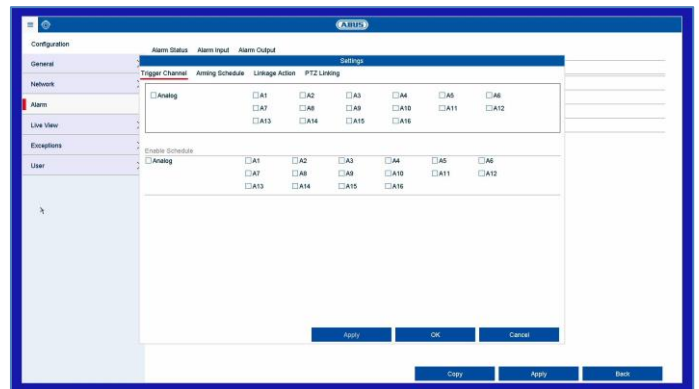 ABUS
Configuration
Alarm Status Alarm Input Alarm Output
General
Settings
Trigger Channel Arming Schedule Linkage Action PTZ Linking
Network
Analog A1 A2 A3 A4 A5 A6
Alarm
A7 A8 A9 A10 A11 A12
A13 A14 A15 A16
Live View
Exceptions
Enable Schedule
User
Analog A1 A2 A3 A4 A5 A6
A7 A8 A9 A10 A11 A12
A13 A14 A15 A16
Apply OK Cancel
Copy Apply Back